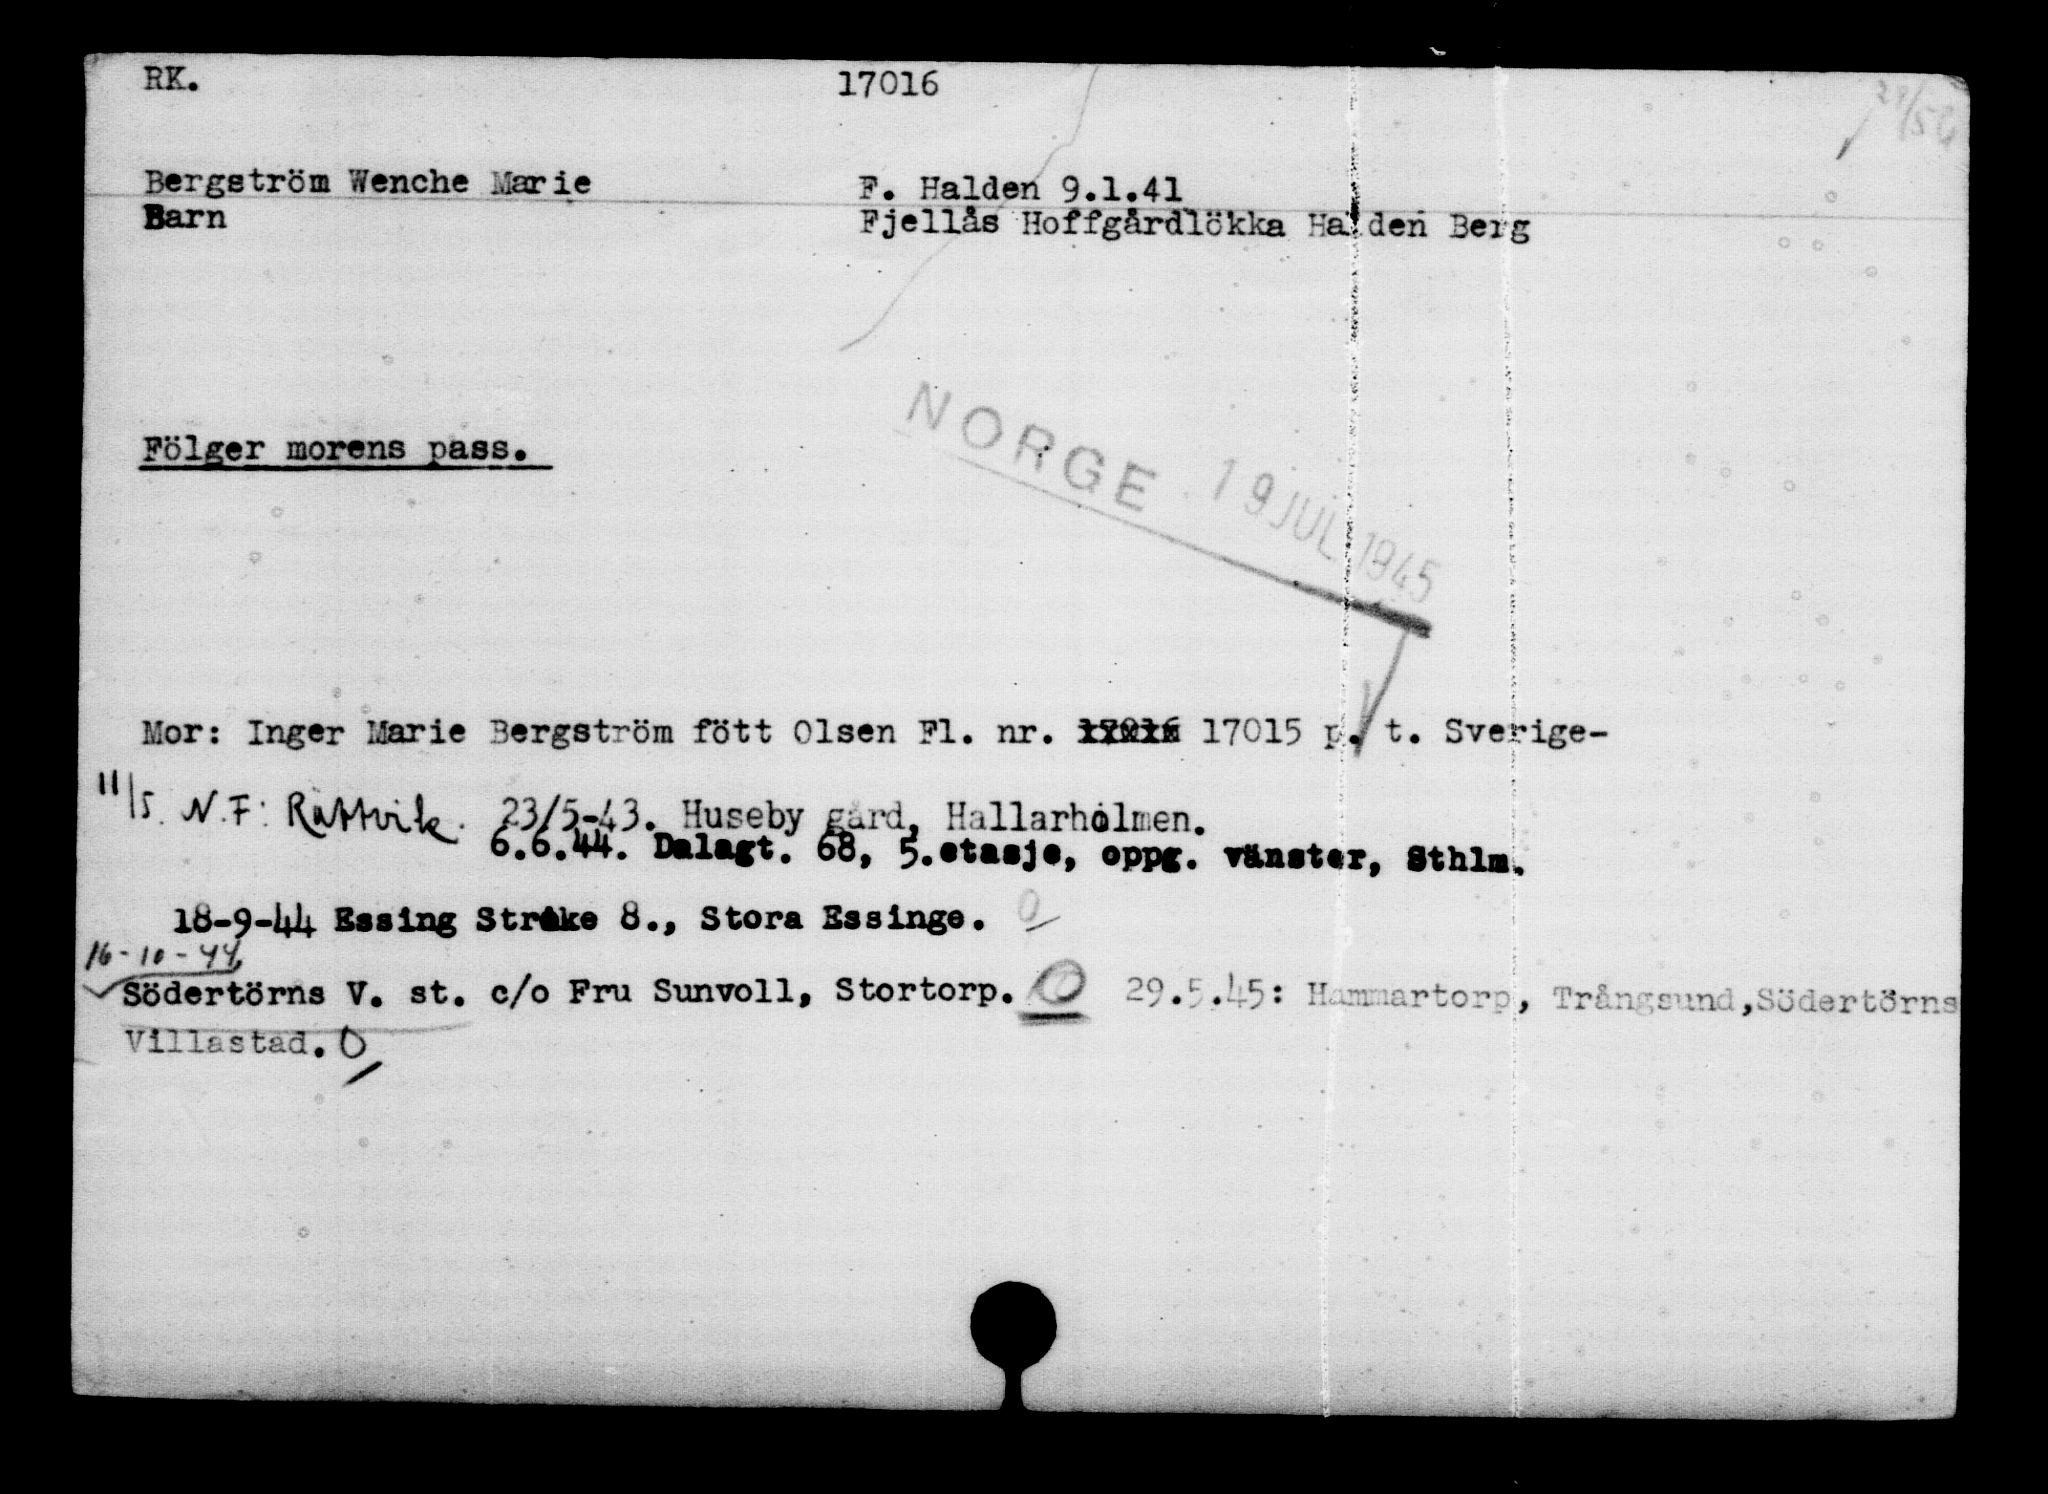 RK. 17016
Bergström Wenche Marie F. Halden 9.1.41
Barn Fjellås Hoffgårdlökka Halden Berg
Fölger morens pass.
NORGE 19 JUL 1945
Mor: Inger Marie Bergström fött Olsen Fl. nr. 17015 p. t. Sverige-
11/5. N.F: Rättvik. 23/5-43. Huseby gård, Hallarholmen.
6.6.44. Dalagt. 68, 5.etasje, oppg. vänster, Sthlm.
18-9-44 Essing Stråke 8., Stora Essinge. 0
16-10-44
Södertörns V. st. c/o Fru Sunvoll, Stortorp. O 29.5.45: Hammartorp, Trångsund,Södertörns
Villastad. O